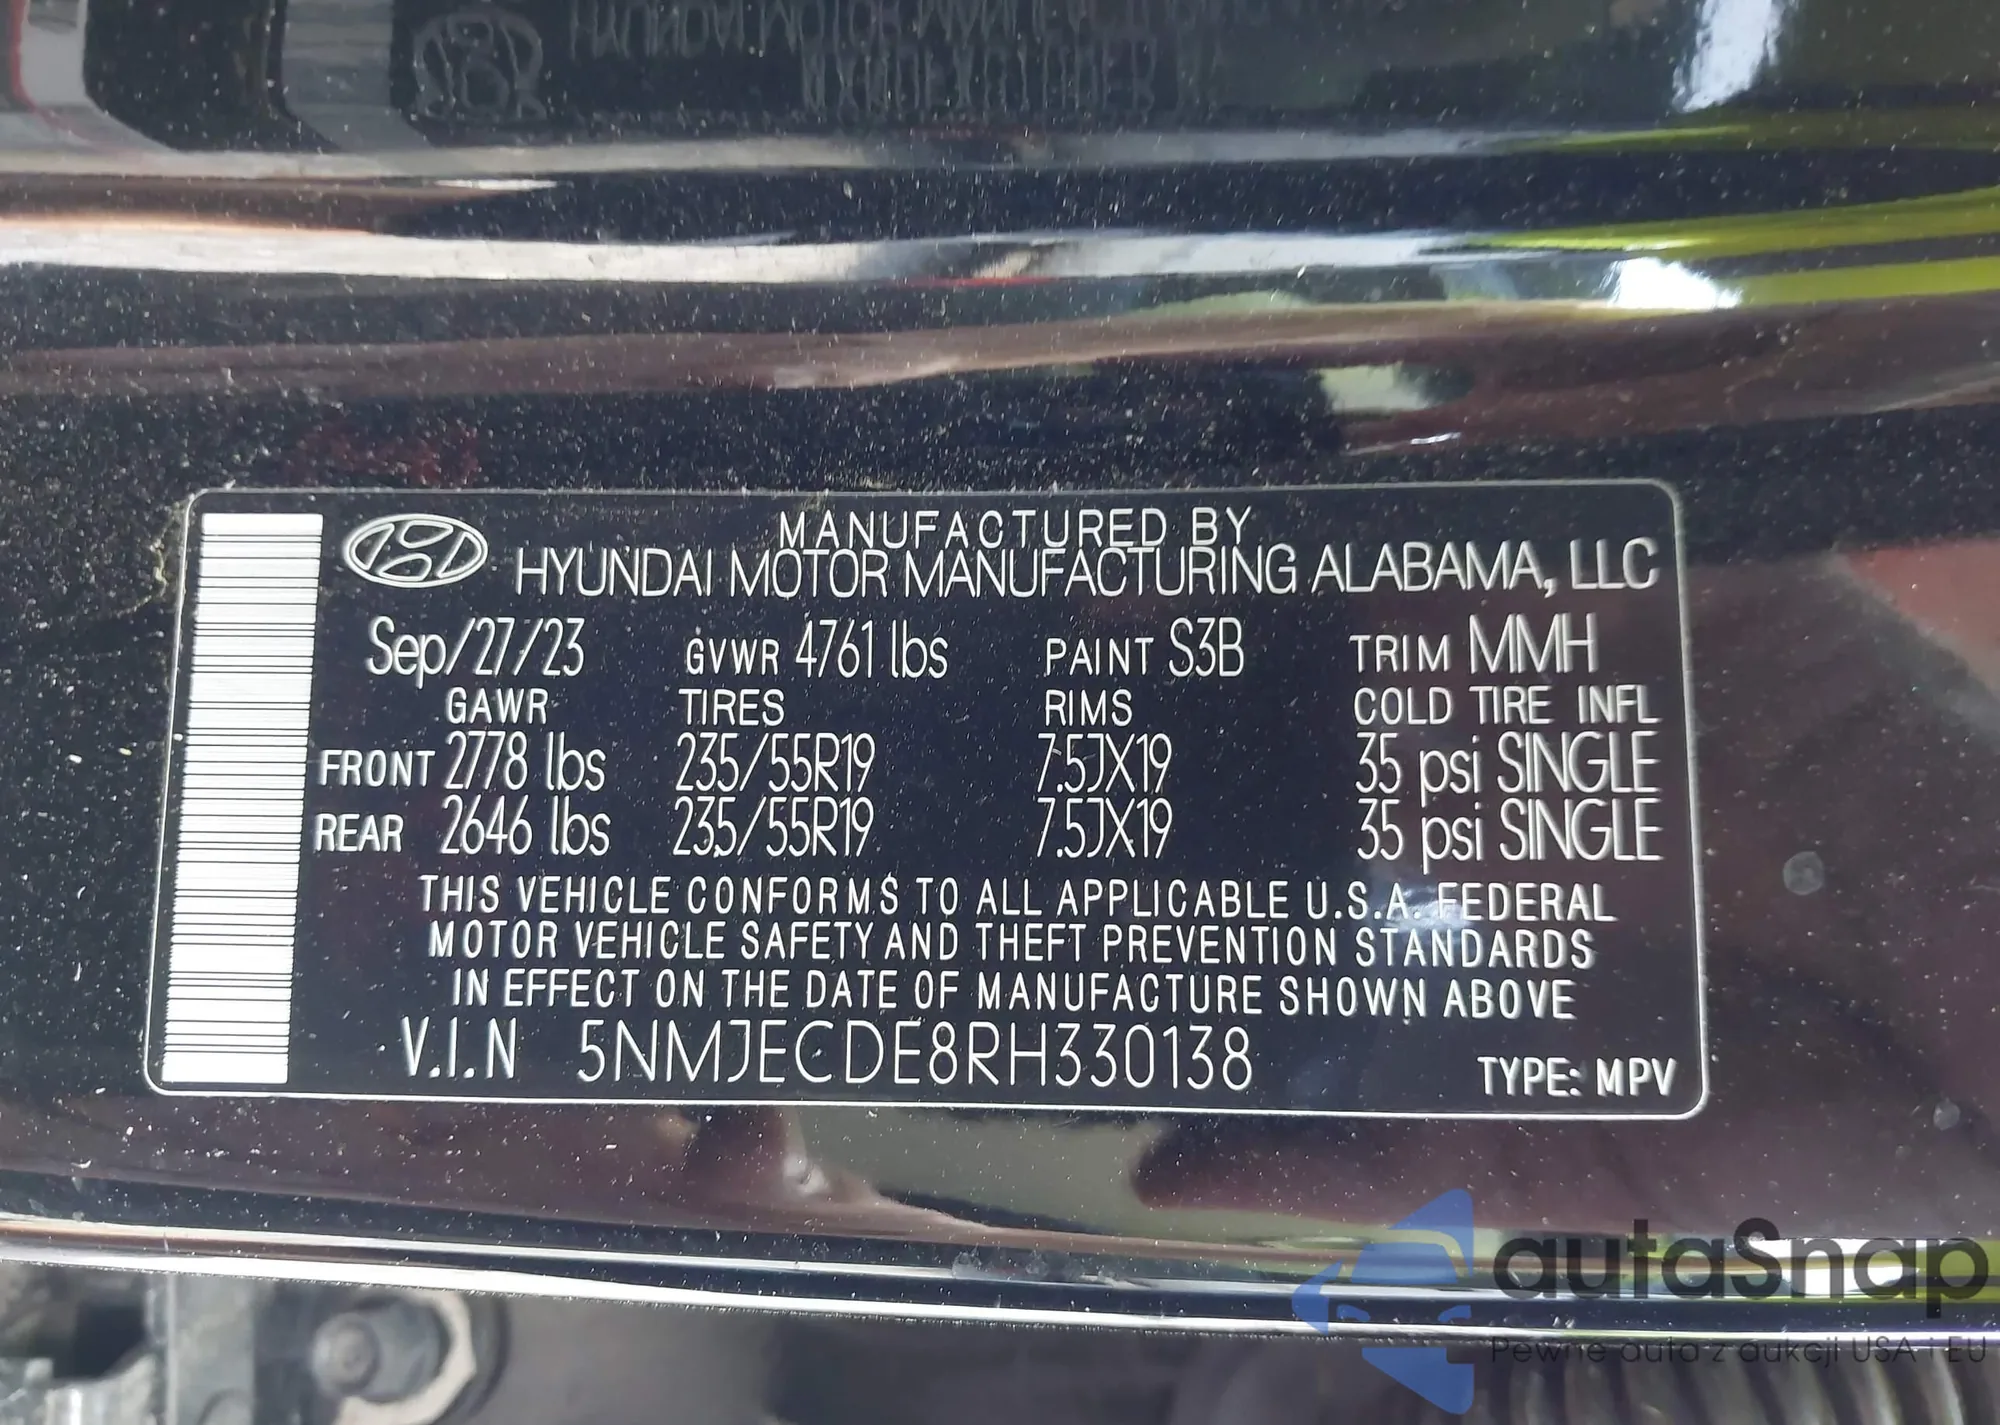 MANUFACTURED BY
HYUNDAI MOTOR MANUFACTURING ALABAMA, LLC
Sep/27/23 GVWR 4761 lbs PAINT S3B TRIM MMH
GAWR TIRES RIMS COLD TIRE INFL
FRONT 2778 lbs 235/55R19 7.5JX19 35 psi SINGLE
REAR 2646 lbs 235/55R19 7.5JX19 35 psi SINGLE
THIS VEHICLE CONFORMS TO ALL APPLICABLE U.S.A. FEDERAL
MOTOR VEHICLE SAFETY AND THEFT PREVENTION STANDARDS
IN EFFECT ON THE DATE OF MANUFACTURE SHOWN ABOVE
V.I.N 5NMJECDE8RH330138 TYPE: MPV
autaSnap
Pewne auta z aukcji USA i EU